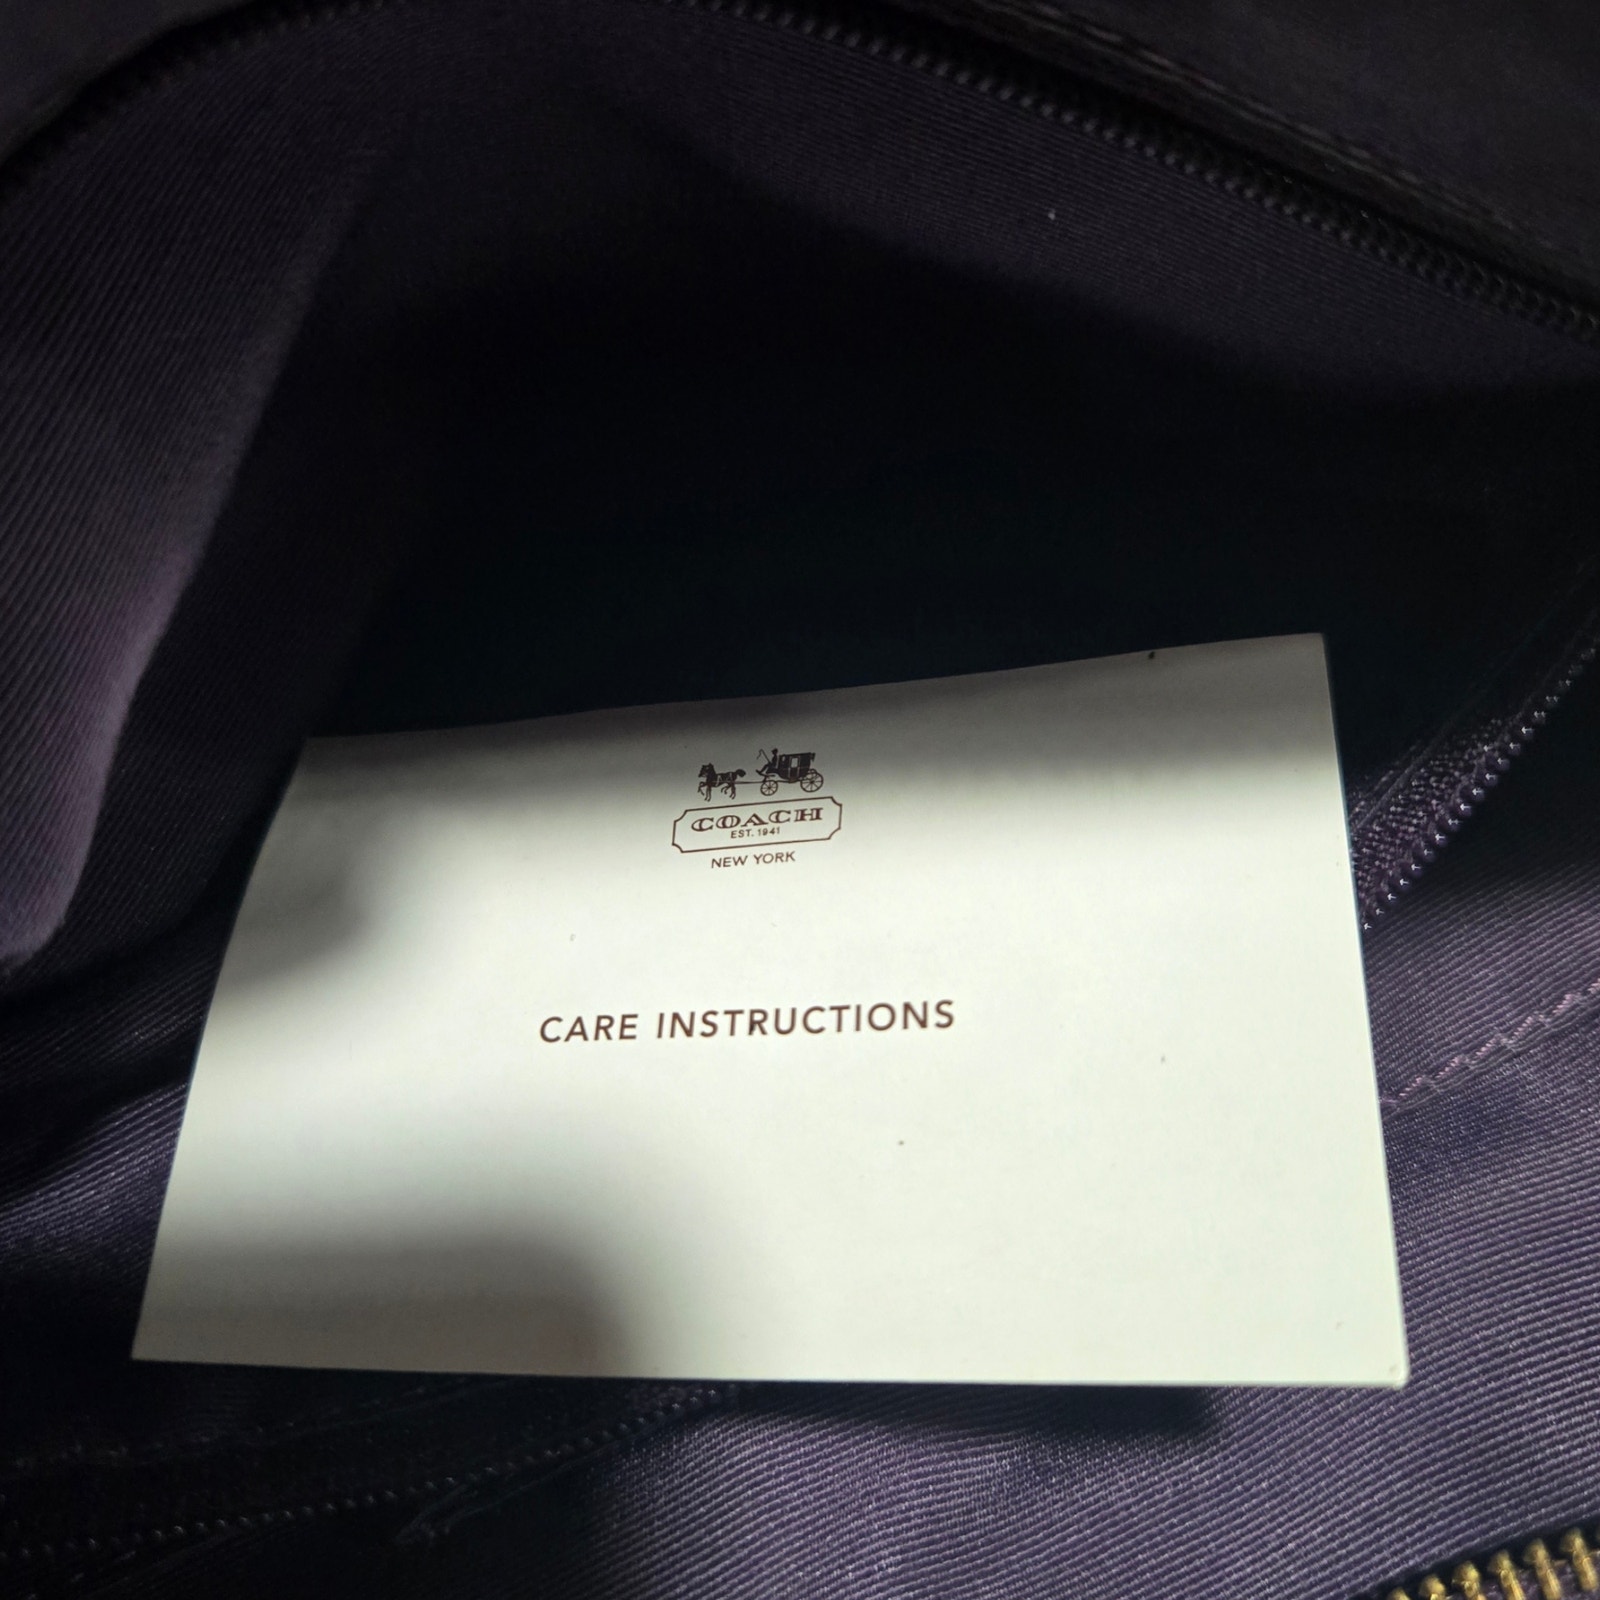 COACH
EST. 1941
NEW YORK
CARE INSTRUCTIONS